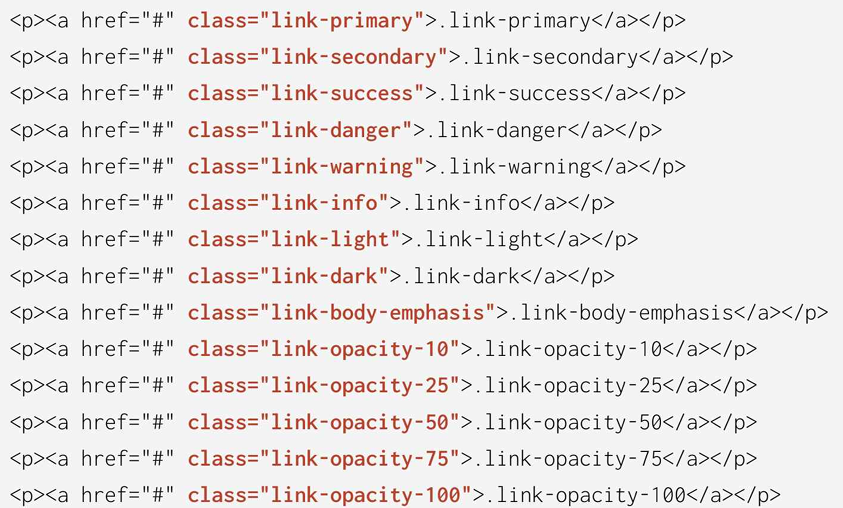 <p><a href="#" class="link-primary">.link-primary</a></p>
<p><a href="#" class="link-secondary">.link-secondary</a></p>
<p><a href="#" class="link-success">.link-success</a></p>
<p><a href="#" class="link-danger">.link-danger</a></p>
<p><a href="#" class="link-warning">.link-warning</a></p>
<p><a href="#" class="link-info">.link-info</a></p>
<p><a href="#" class="link-light">.link-light</a></p>
<p><a href="#" class="link-dark">.link-dark</a></p>
<p><a href="#" class="link-body-emphasis">.link-body-emphasis</a></p>
<p><a href="#" class="link-opacity-10">.link-opacity-10</a></p>
<p><a href="#" class="link-opacity-25">.link-opacity-25</a></p>
<p><a href="#" class="link-opacity-50">.link-opacity-50</a></p>
<p><a href="#" class="link-opacity-75">.link-opacity-75</a></p>
<p><a href="#" class="link-opacity-100">.link-opacity-100</a></p>